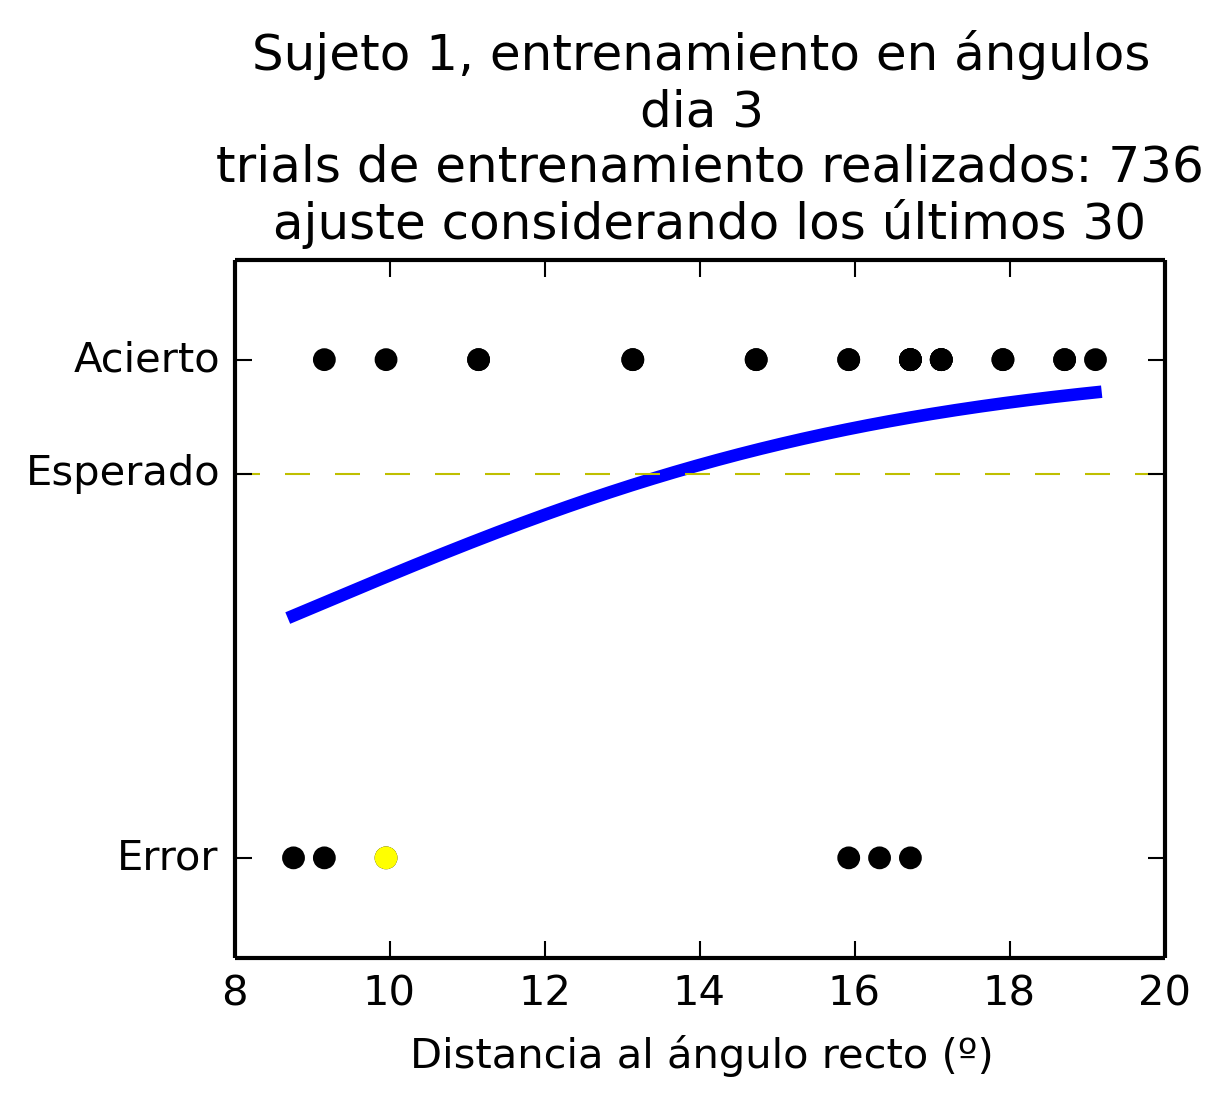 Sujeto 1, entrenamiento en ángulos
dia 3
trials de entrenamiento realizados: 736
ajuste considerando los últimos 30
Acierto
Esperado
Error
8 10 12 14 16 18 20
Distancia al ángulo recto (º)